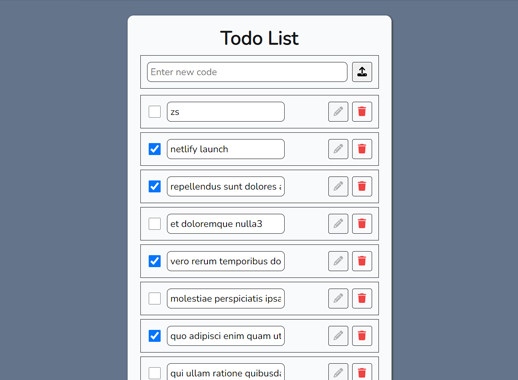 Todo List
Enter new code
zs
netlify launch
repellendus sunt dolores
et doloremque nulla3
vero rerum temporibus do
molestiae perspiciatis ipsa
quo adipisci enim quam ut
qui ullam ratione